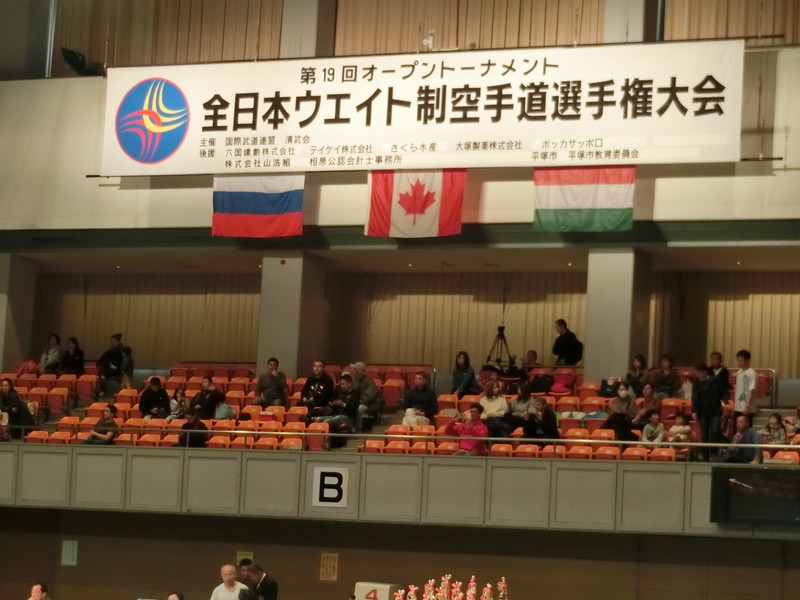 第19回オープントーナメント
全日本ウエイト制空手道選手権大会
主催 国際武道連盟 清武会
後援 六国建創株式会社 テイケイ株式会社 さくら水産 大塚製薬株式会社 ポッカサッポロ
株式会社山浩組 相原公認会計士事務所 平塚市 平塚市教育委員会
B
4